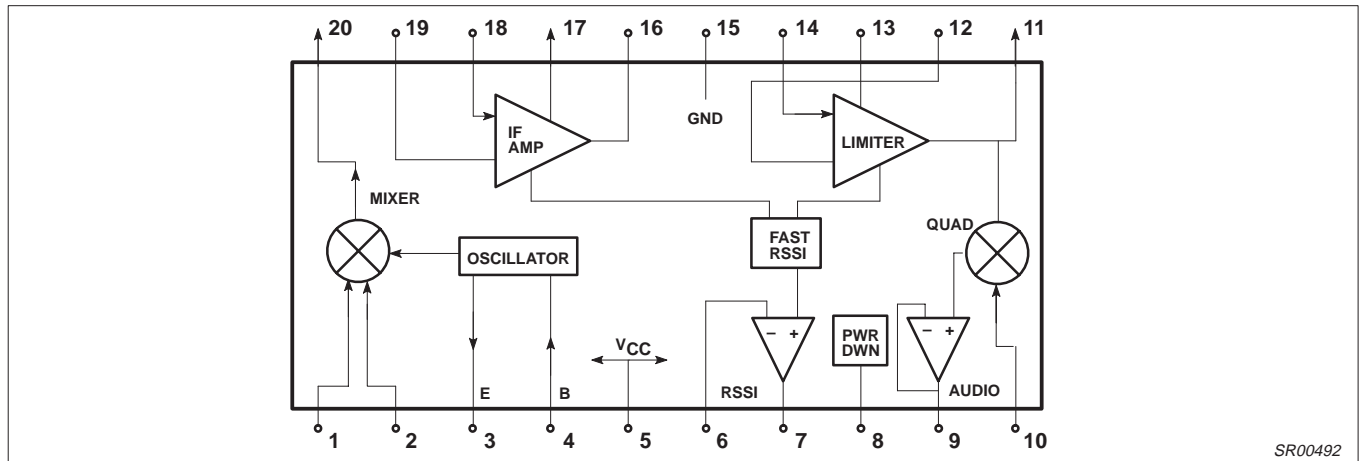 20 19 18 17 16 15 14 13 12 11
IF
AMP
GND
LIMITER
MIXER
QUAD
FAST
RSSI
OSCILLATOR
– +
PWR
DWN
– +
VCC
E B RSSI AUDIO
1 2 3 4 5 6 7 8 9 10
SR00492